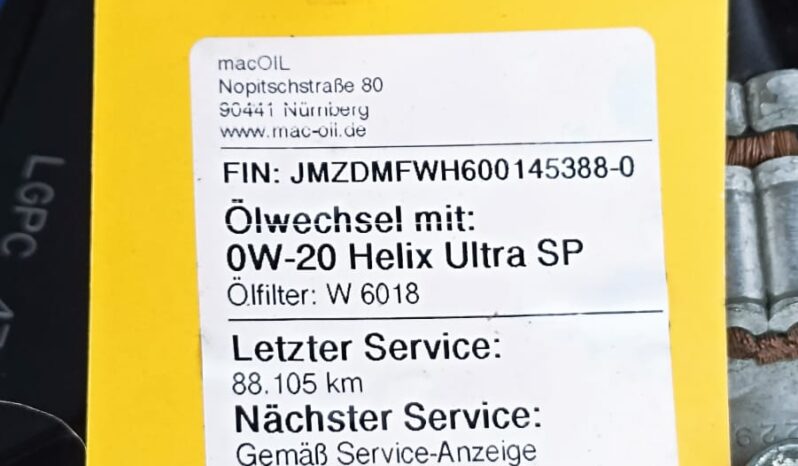 macOIL
Nopitschstraße 80
90441 Nürnberg
www.mac-oil.de
FIN: JMZDMFWH600145388-0
Ölwechsel mit:
0W-20 Helix Ultra SP
Ölfilter: W 6018
Letzter Service:
88.105 km
Nächster Service:
Gemäß Service-Anzeige
LGPC
229